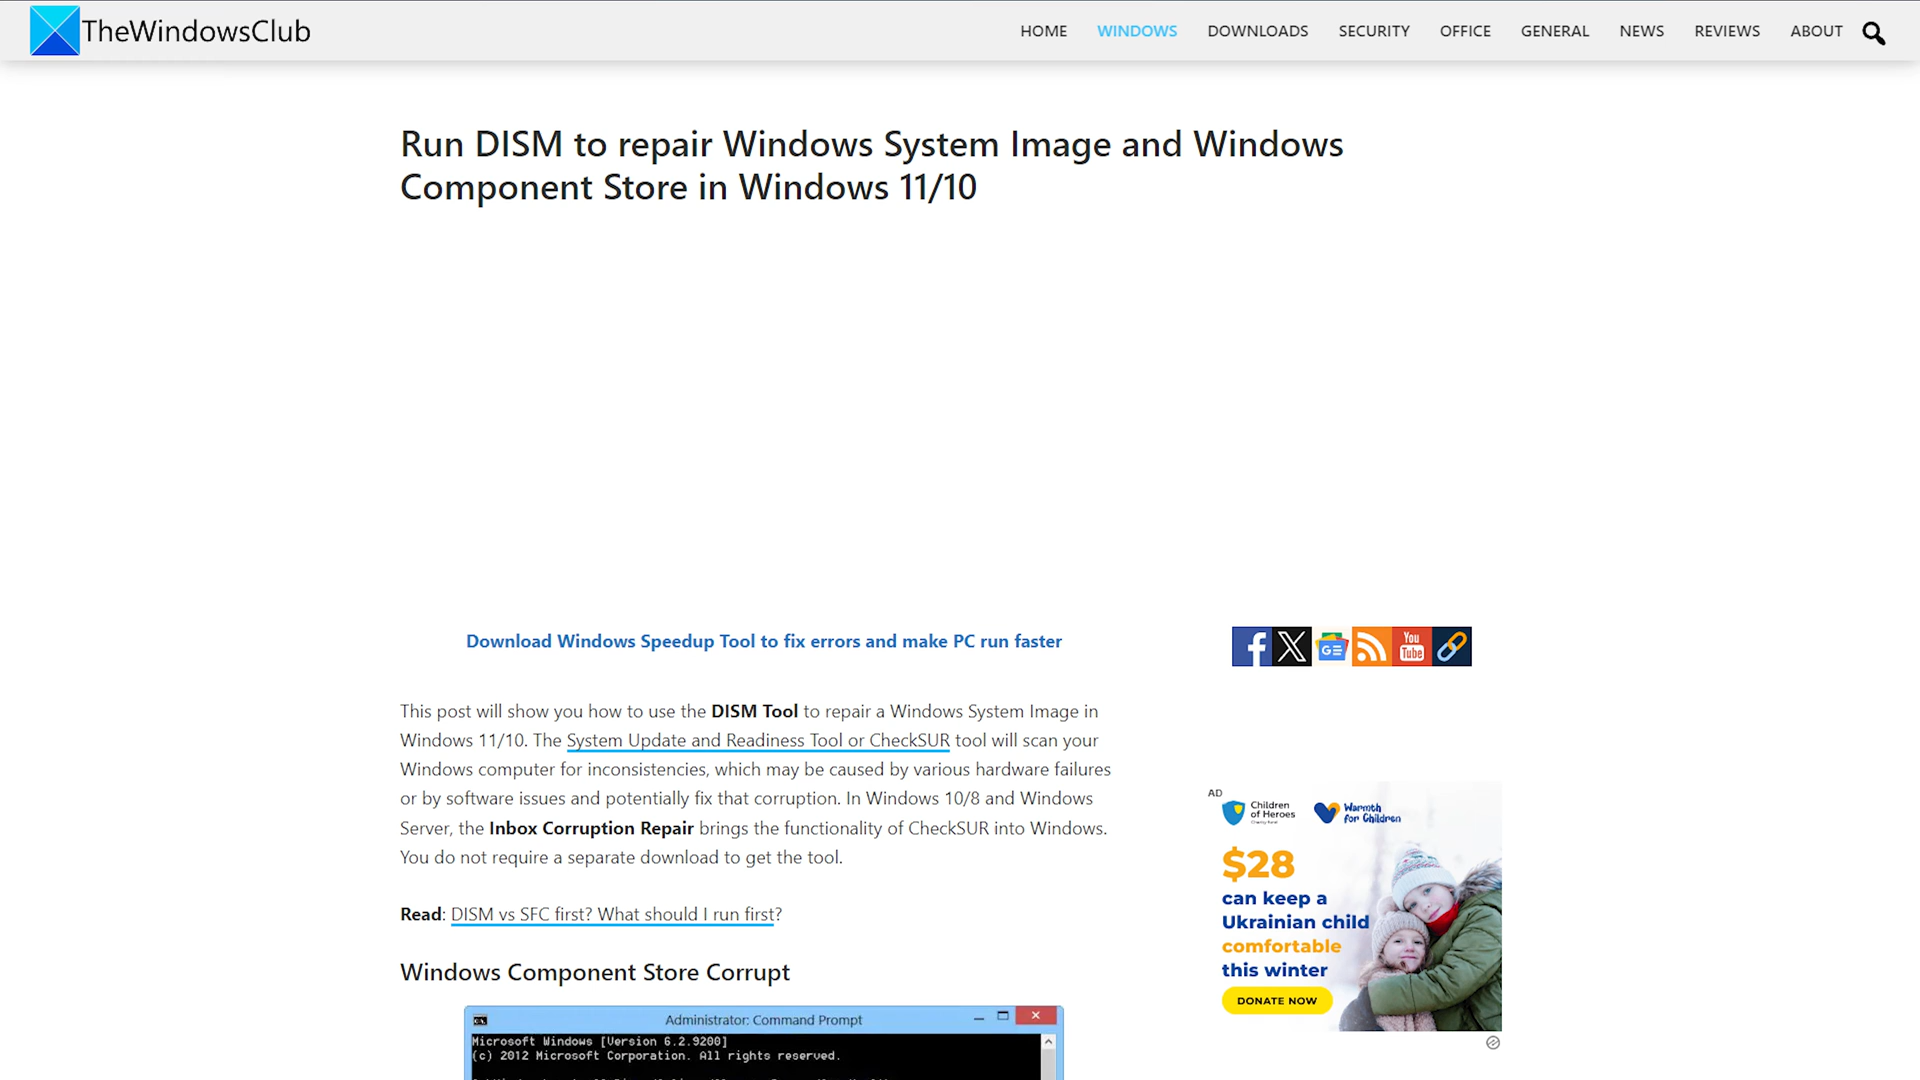 TheWindowsClub
HOME WINDOWS DOWNLOADS SECURITY OFFICE GENERAL NEWS REVIEWS ABOUT
Run DISM to repair Windows System Image and Windows
Component Store in Windows 11/10
Download Windows Speedup Tool to fix errors and make PC run faster
GE
You
Tube
This post will show you how to use the DISM Tool to repair a Windows System Image in
Windows 11/10. The System Update and Readiness Tool or CheckSUR tool will scan your
Windows computer for inconsistencies, which may be caused by various hardware failures
or by software issues and potentially fix that corruption. In Windows 10/8 and Windows
Server, the Inbox Corruption Repair brings the functionality of CheckSUR into Windows.
You do not require a separate download to get the tool.
Read: DISM vs SFC first? What should I run first?
Windows Component Store Corrupt
Administrator: Command Prompt
Microsoft Windows [Version 6.2.9200]
(c) 2012 Microsoft Corporation. All rights reserved.
AD
Children
of Heroes
Charity Fund
Warmth
for Children
$28
can keep a
Ukrainian child
comfortable
this winter
DONATE NOW